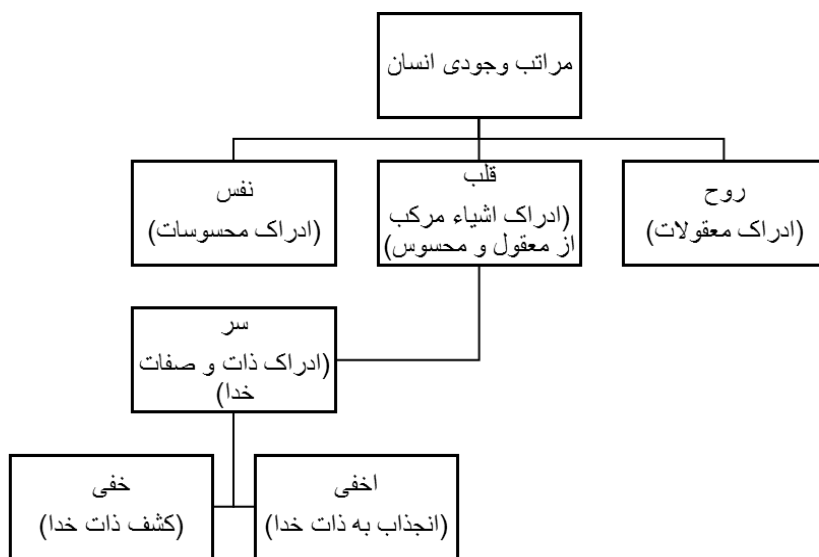 مراتب وجودی انسان
روح
(ادراک معقولات)
قلب
(ادراک اشیاء مرکب
از معقول و محسوس)
نفس
(ادراک محسوسات)
سر
(ادراک ذات و صفات
خدا)
اخفی
(انجذاب به ذات خدا)
خفی
(کشف ذات خدا)